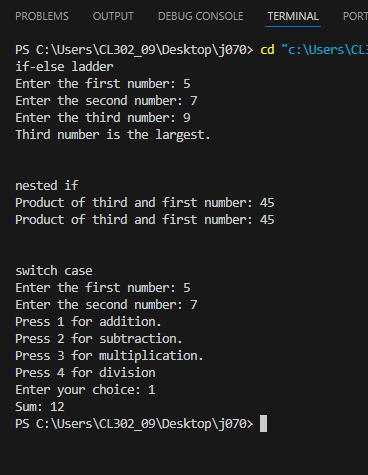 PROBLEMS OUTPUT DEBUG CONSOLE TERMINAL
PS C:\Users\CL302_09\Desktop\j070> cd "c:\Users\
if-else ladder
Enter the first number: 5
Enter the second number: 7
Enter the third number: 9
Third number is the largest.
nested if
Product of third and first number: 45
Product of third and first number: 45
switch case
Enter the first number: 5
Enter the second number: 7
Press 1 for addition.
Press 2 for subtraction.
Press 3 for multiplication.
Press 4 for division
Enter your choice: 1
Sum: 12
PS C:\Users\CL302_09\Desktop\j070>